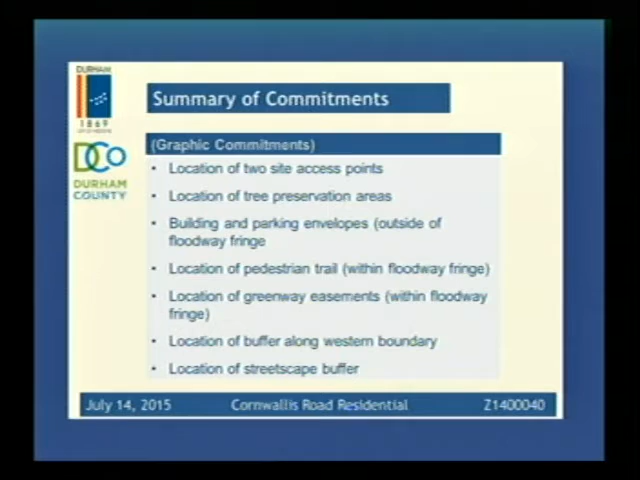 DURHAM
1869
DCO
DURHAM
COUNTY
Summary of Commitments
(Graphic Commitments)
• Location of two site access points
• Location of tree preservation areas
• Building and parking envelopes (outside of
floodway fringe
• Location of pedestrian trail (within floodway fringe)
• Location of greenway easements (within floodway
fringe)
• Location of buffer along western boundary
• Location of streetscape buffer
July 14, 2015
Cornwallis Road Residential
Z1400040